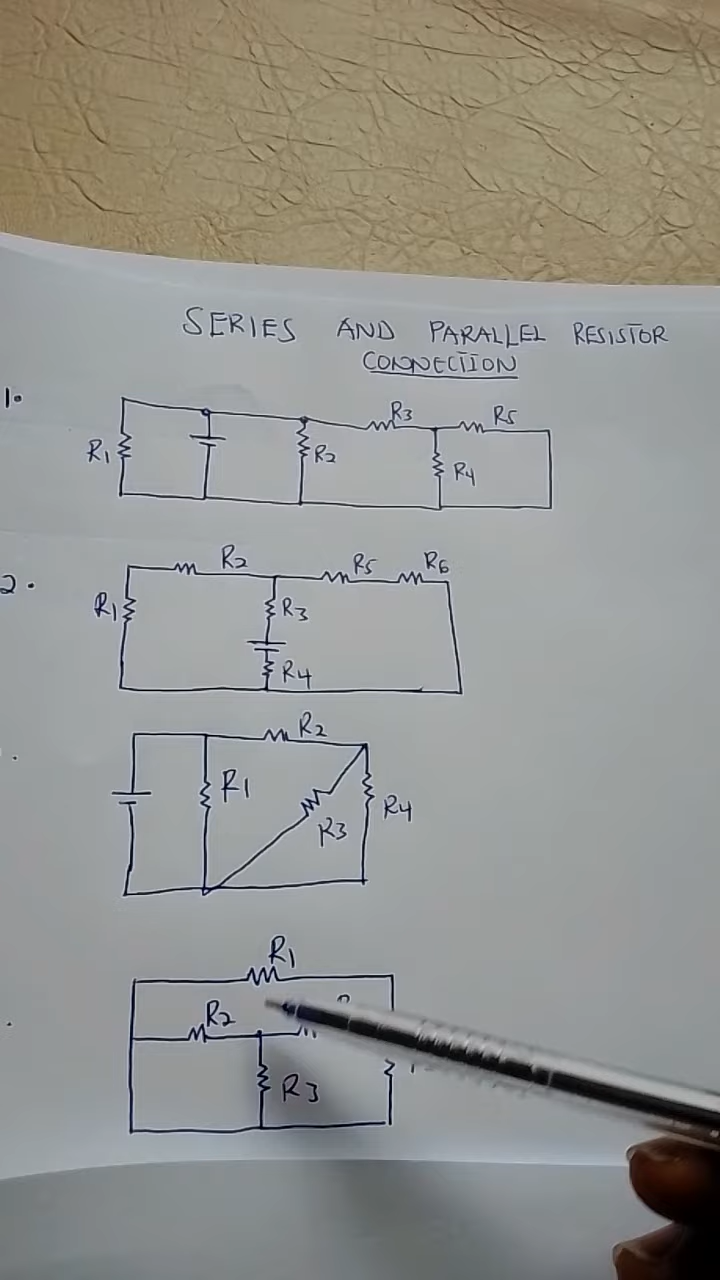 SERIES AND PARALLEL RESISTOR
CONNECTION
1.
R1
R2
R3
R4
R5
2.
R1
R2
R3
R4
R5
R6
R1
R2
R3
R4
R1
R2
R3